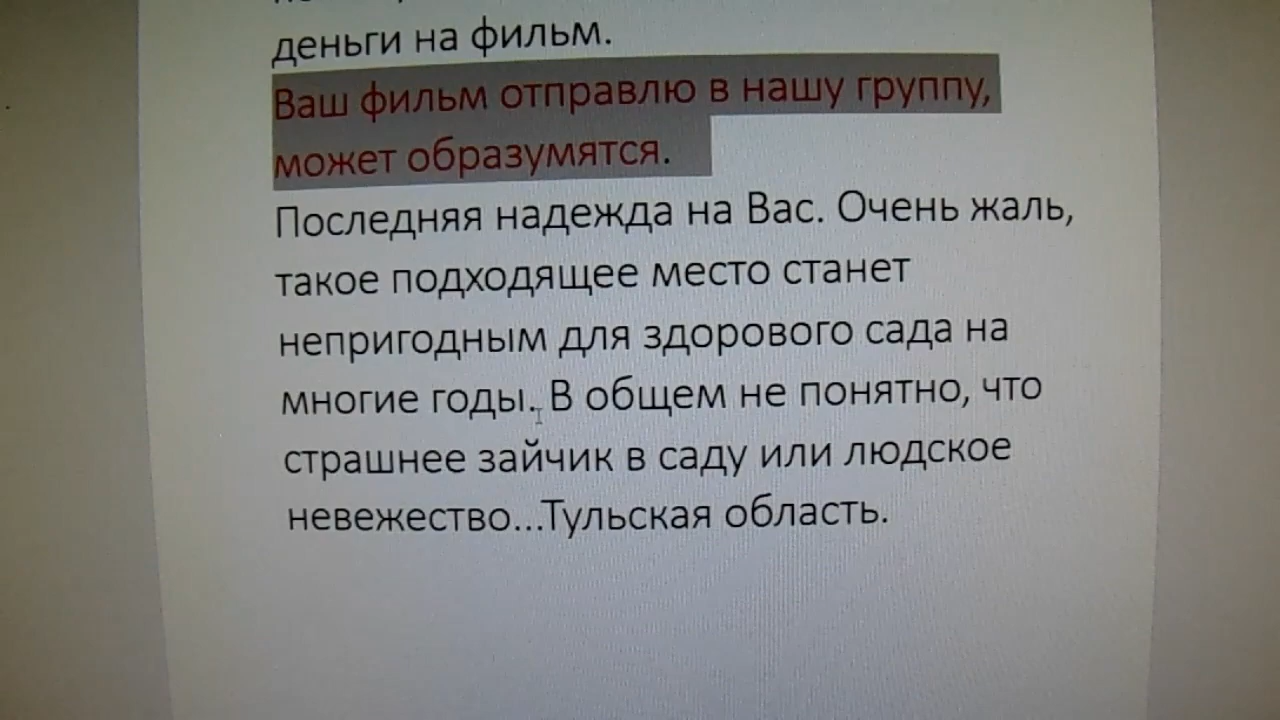 деньги на фильм.
Ваш фильм отправлю в нашу группу,
может образумятся.
Последняя надежда на Вас. Очень жаль,
такое подходящее место станет
непригодным для здорового сада на
многие годы. В общем не понятно, что
страшнее зайчик в саду или людское
невежество...Тульская область.